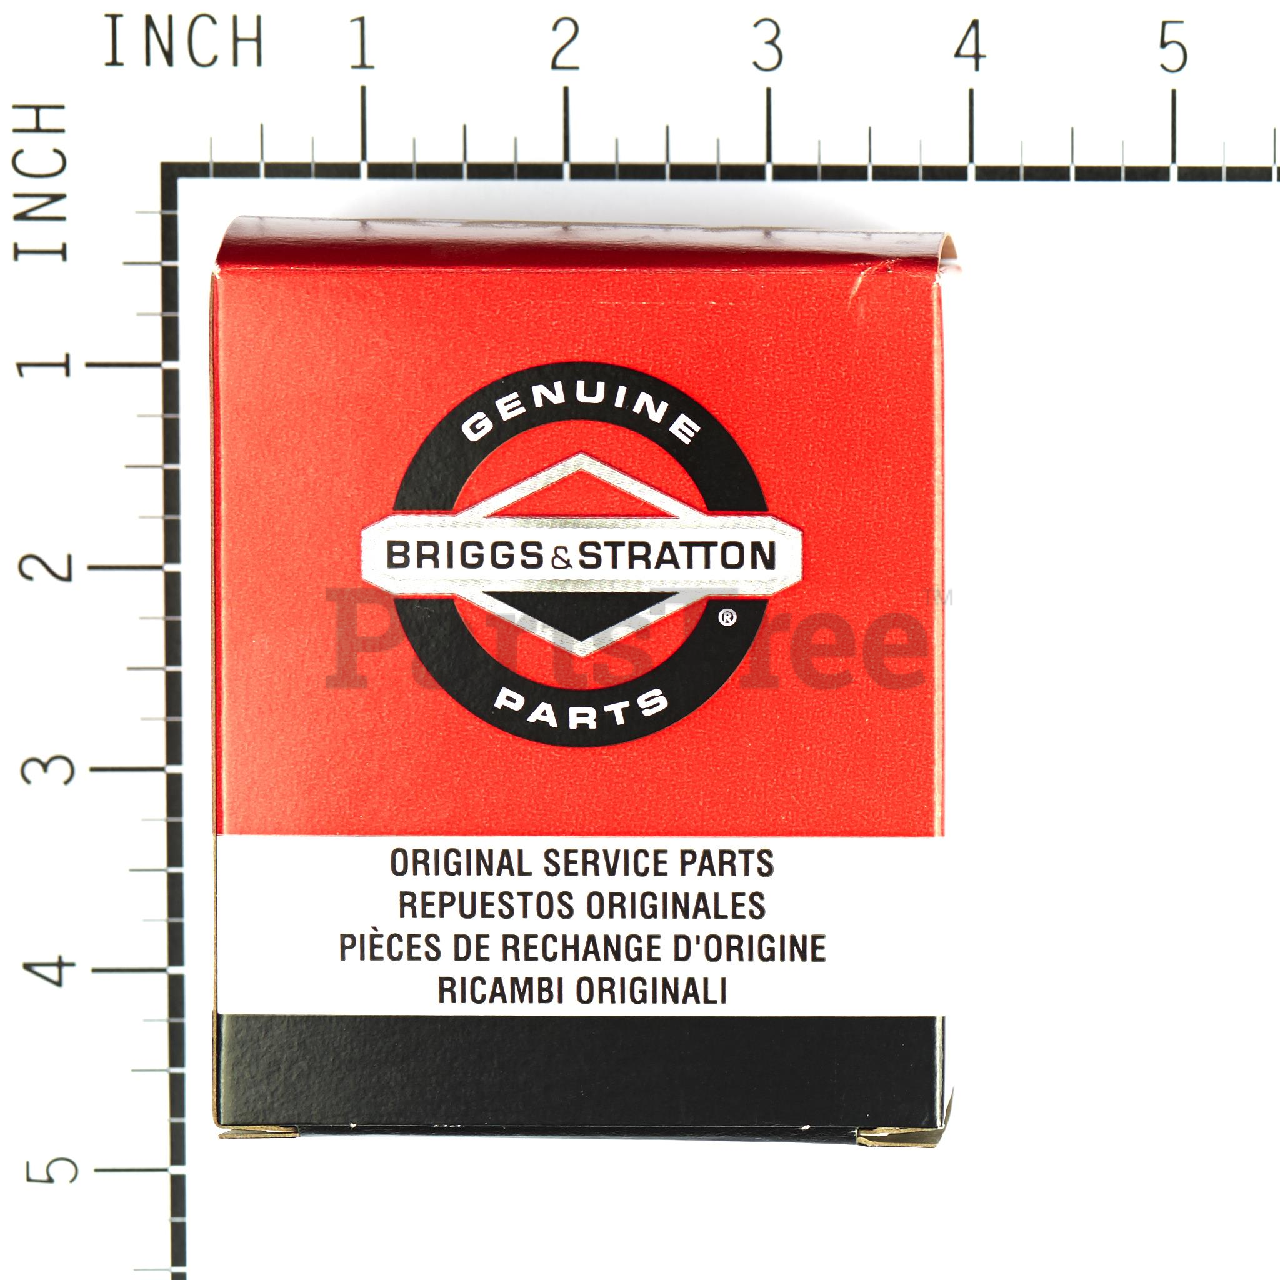 INCH 1 2 3 4 5
INCH
1
2
3
4
5
GENUINE
BRIGGS & STRATTON
®
PARTS
PartsTree™
ORIGINAL SERVICE PARTS
REPUESTOS ORIGINALES
PIÈCES DE RECHANGE D'ORIGINE
RICAMBI ORIGINALI